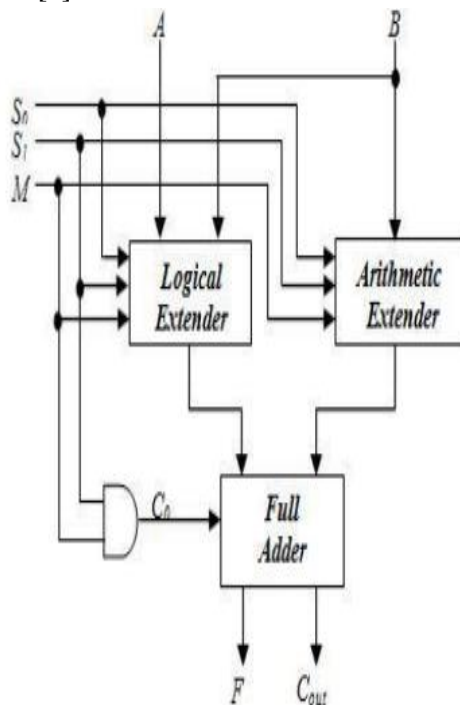 A
B
S₀
S₁
M
Logical
Extender
Arithmetic
Extender
C₀
Full
Adder
F
Cout